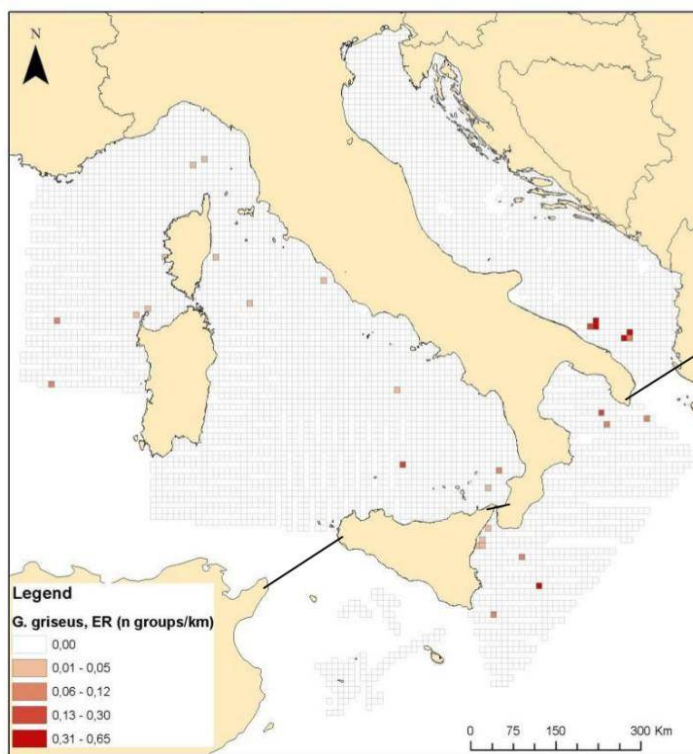 N
Legend
G. griseus, ER (n groups/km)
0,00
0,01 - 0,05
0,06 - 0,12
0,13 - 0,30
0,31 - 0,65
0 75 150 300 Km